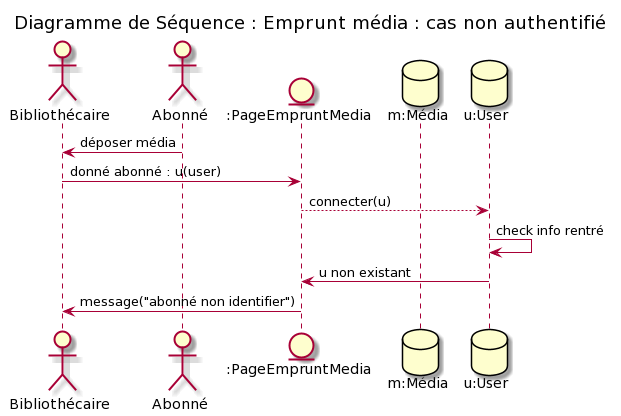 Diagramme de Séquence : Emprunt média : cas non authentifié
Bibliothécaire Abonné :PageEmpruntMedia m:Média u:User
déposer média
donné abonné : u(user)
connecter(u)
check info rentré
u non existant
message("abonné non identifier")
Bibliothécaire Abonné :PageEmpruntMedia m:Média u:User